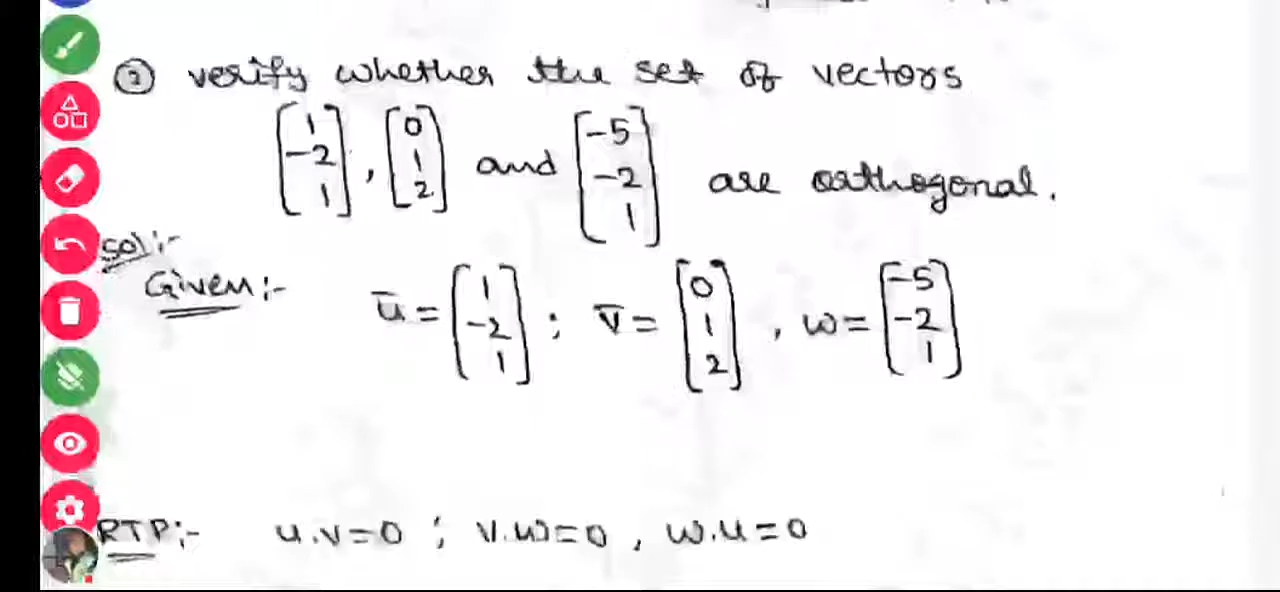 ② verify whether the set of vectors
[1 -2 1], [0 1 2] and [-5 -2 1] are orthogonal.
Sol:-
Given:- u̅ = [1 -2 1] ; v̅ = [0 1 2] , w = [-5 -2 1]
RTP:- u.v=0 ; v.w=0 , w.u=0